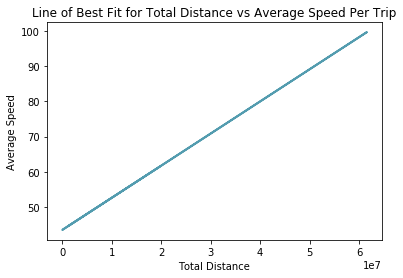 Line of Best Fit for Total Distance vs Average Speed Per Trip
100
90
80
70
60
50
Average Speed
0 1 2 3 4 5 6
1e7
Total Distance